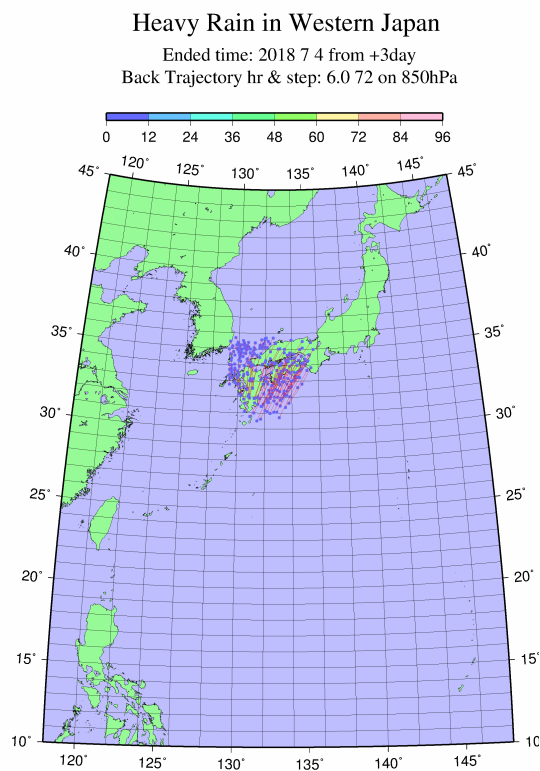 Heavy Rain in Western Japan
Ended time: 2018 7 4 from +3day
Back Trajectory hr & step: 6.0 72 on 850hPa
0 12 24 36 48 60 72 84 96
120° 125° 130° 135° 140° 145°
45° 45°
40° 40°
35° 35°
30° 30°
25° 25°
20° 20°
15° 15°
10° 10°
120° 125° 130° 135° 140° 145°